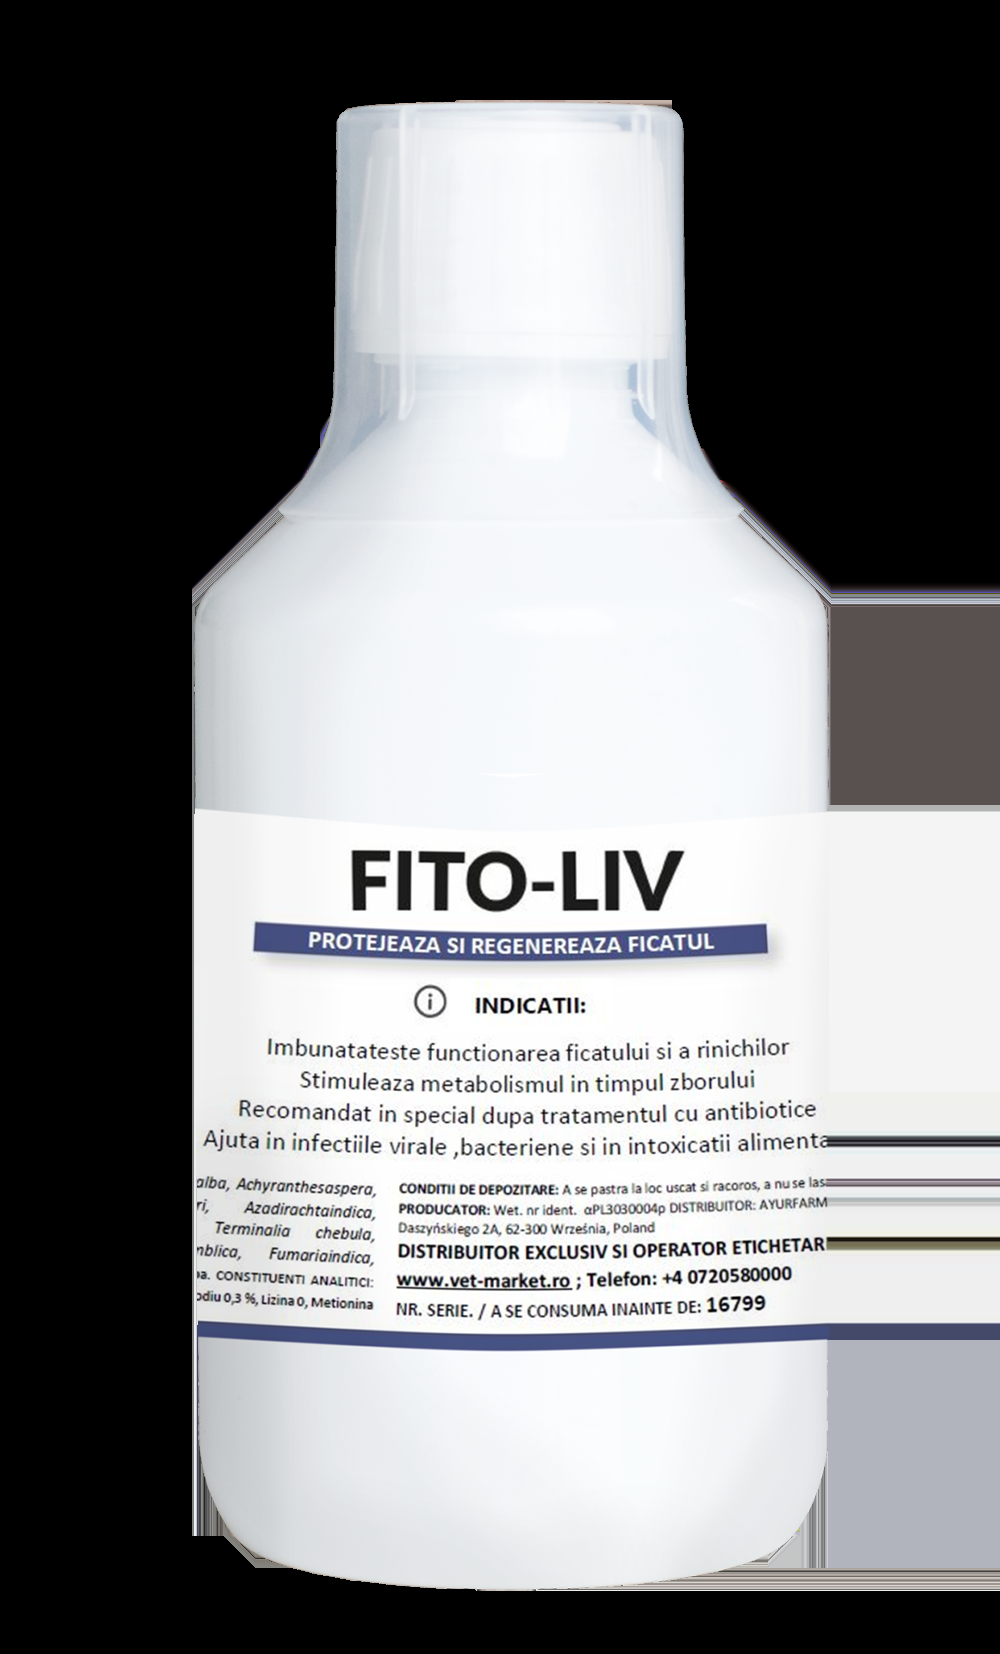 FITO-LIV
PROTEJEAZA SI REGENEREAZA FICATUL
INDICATII:
Imbunatateste functionarea ficatului si a rinichilor
Stimuleaza metabolismul in timpul zborului
Recomandat in special dupa tratamentul cu antibiotice
Ajuta in infectiile virale ,bacteriene si in intoxicatii alimenta
alba, Achyranthesaspera,
ri, Azadirachtaindica,
Terminalia chebula,
mblica, Fumariaindica,
pa. CONSTITUENTI ANALITICI:
odiu 0,3 %, Lizina 0, Metionina
CONDITII DE DEPOZITARE: A se pastra la loc uscat si racoros, a nu se las
PRODUCATOR: Wet. nr ident. αPL3030004p DISTRIBUITOR: AYURFARM
Daszyńskiego 2A, 62-300 Września, Poland
DISTRIBUITOR EXCLUSIV SI OPERATOR ETICHETAR
www.vet-market.ro ; Telefon: +4 0720580000
NR. SERIE. / A SE CONSUMA INAINTE DE: 16799